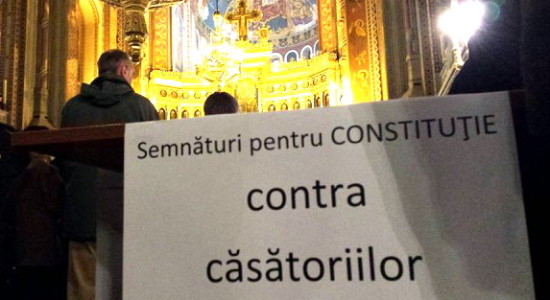 Semnături pentru CONSTITUŢIE
contra
căsătoriilor